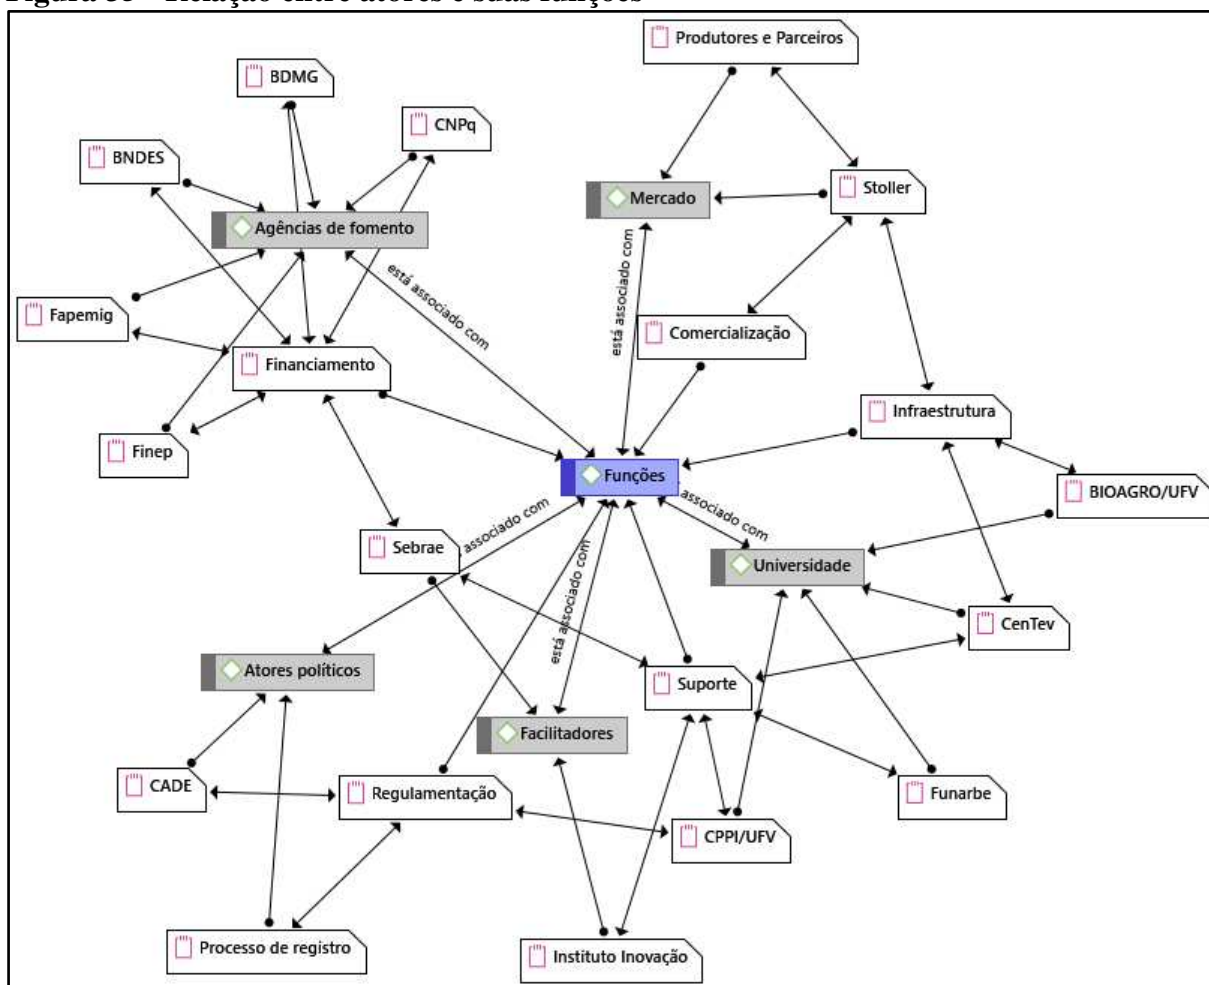 Figura 35 – Relação entre atores e suas funções
Produtores e Parceiros
BDMG
CNPq
BNDES
Stoller
Mercado
Agências de fomento
está associado com
está associado com
Fapemig
Comercialização
Financiamento
Infraestrutura
Finep
Funções
BIOAGRO/UFV
associado com
associado com
Sebrae
Universidade
está associado com
CenTev
Atores políticos
Suporte
Facilitadores
CADE
Regulamentação
Funarbe
CPPI/UFV
Processo de registro
Instituto Inovação